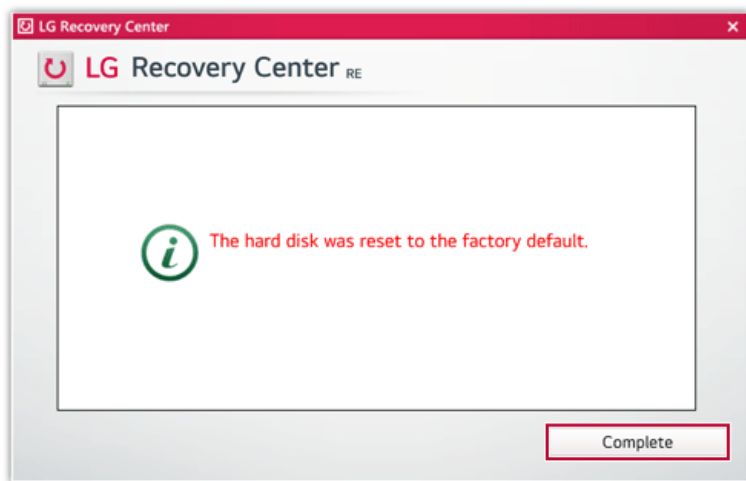 LG Recovery Center
LG Recovery Center RE
The hard disk was reset to the factory default.
Complete